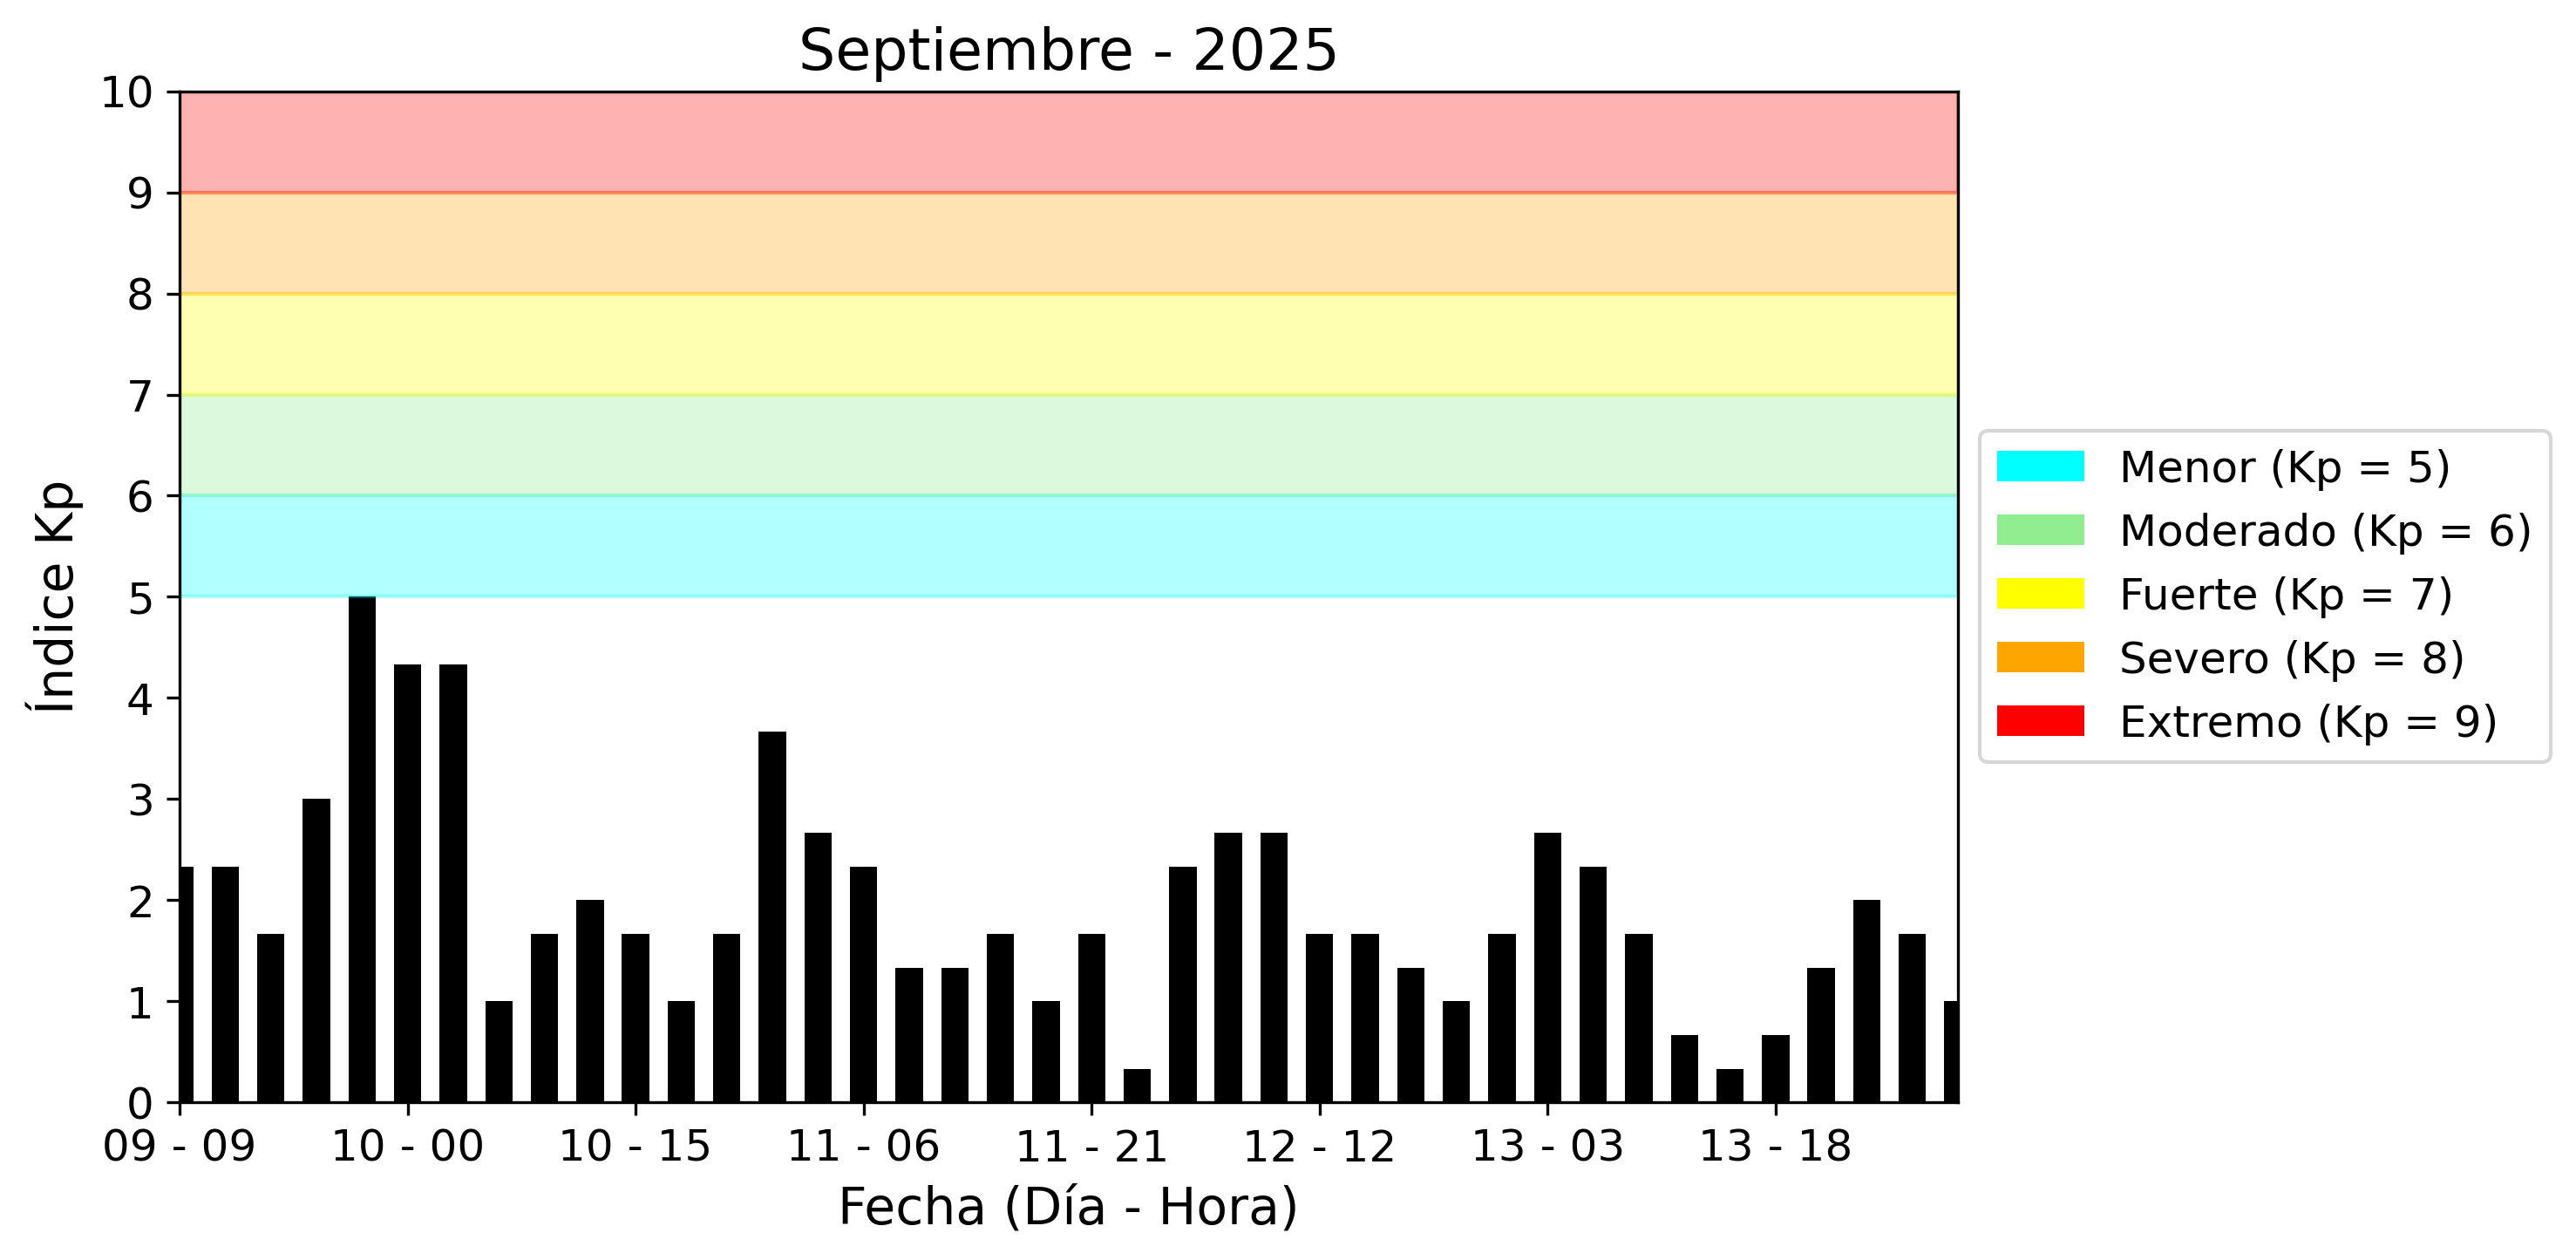 Septiembre - 2025
10
9
8
7
6
5
4
3
2
1
0
Índice Kp
09 - 09
10 - 00
10 - 15
11 - 06
11 - 21
12 - 12
13 - 03
13 - 18
Fecha (Día - Hora)
Menor (Kp = 5)
Moderado (Kp = 6)
Fuerte (Kp = 7)
Severo (Kp = 8)
Extremo (Kp = 9)